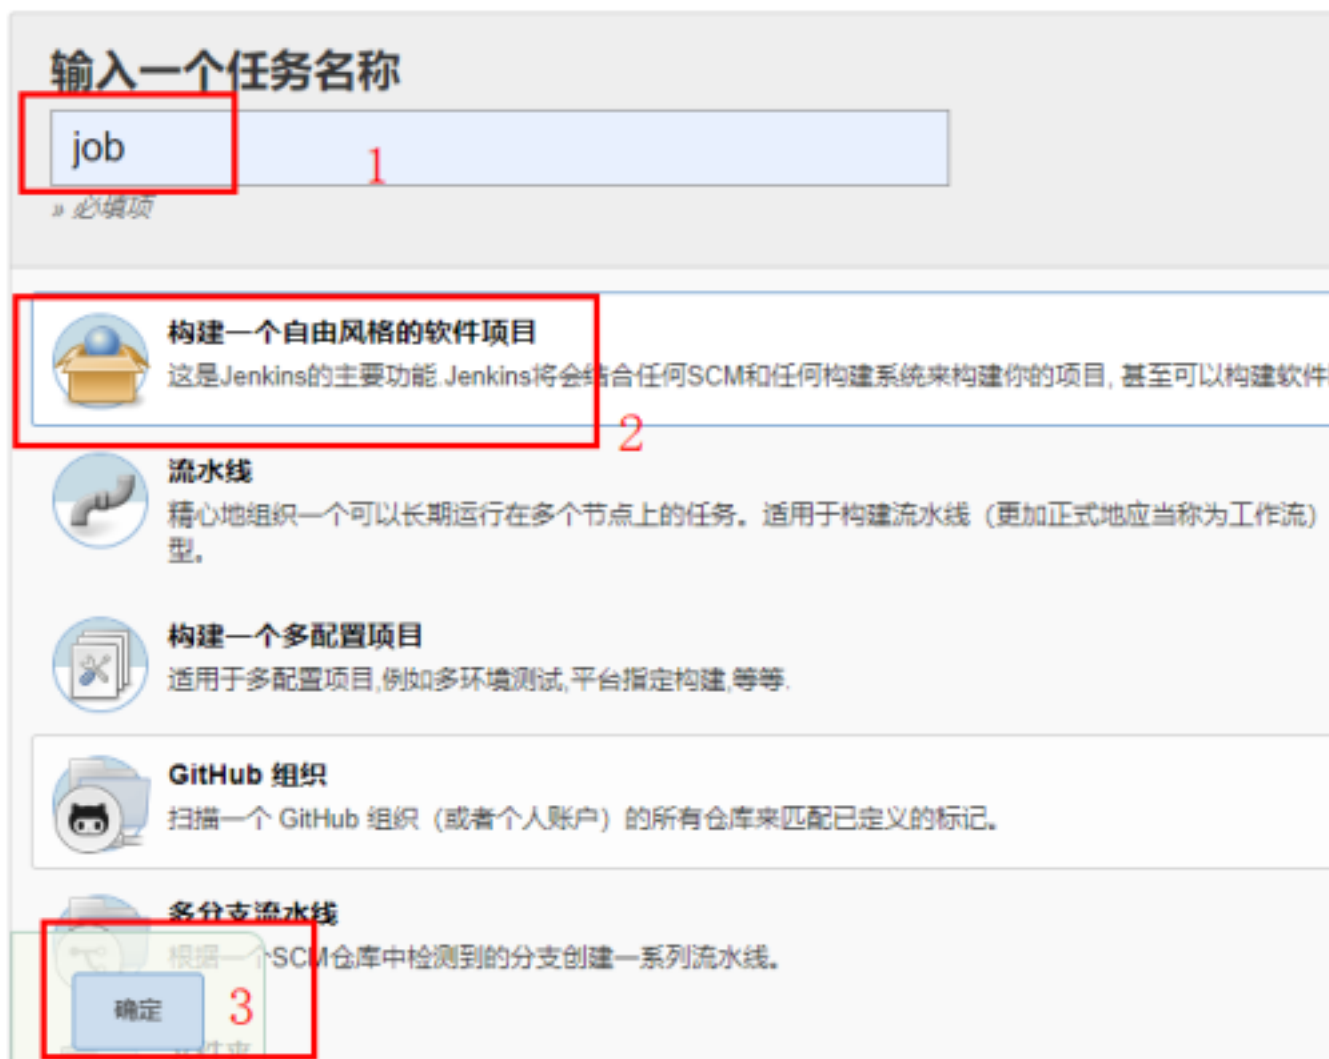 输入一个任务名称
job
1
» 必填项
构建一个自由风格的软件项目
这是Jenkins的主要功能.Jenkins将会结合任何SCM和任何构建系统来构建你的项目, 甚至可以构建软件
2
流水线
精心地组织一个可以长期运行在多个节点上的任务。适用于构建流水线（更加正式地应当称为工作流）
型。
构建一个多配置项目
适用于多配置项目,例如多环境测试,平台指定构建,等等.
GitHub 组织
扫描一个 GitHub 组织（或者个人账户）的所有仓库来匹配已定义的标记。
多分支流水线
根据一个SCM仓库中检测到的分支创建一系列流水线。
确定
3